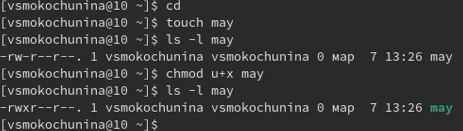 [vsmokochunina@10 ~]$ cd
[vsmokochunina@10 ~]$ touch may
[vsmokochunina@10 ~]$ ls -l may
-rw-r--r--. 1 vsmokochunina vsmokochunina 0 мар  7 13:26 may
[vsmokochunina@10 ~]$ chmod u+x may
[vsmokochunina@10 ~]$ ls -l may
-rwxr--r--. 1 vsmokochunina vsmokochunina 0 мар  7 13:26 may
[vsmokochunina@10 ~]$